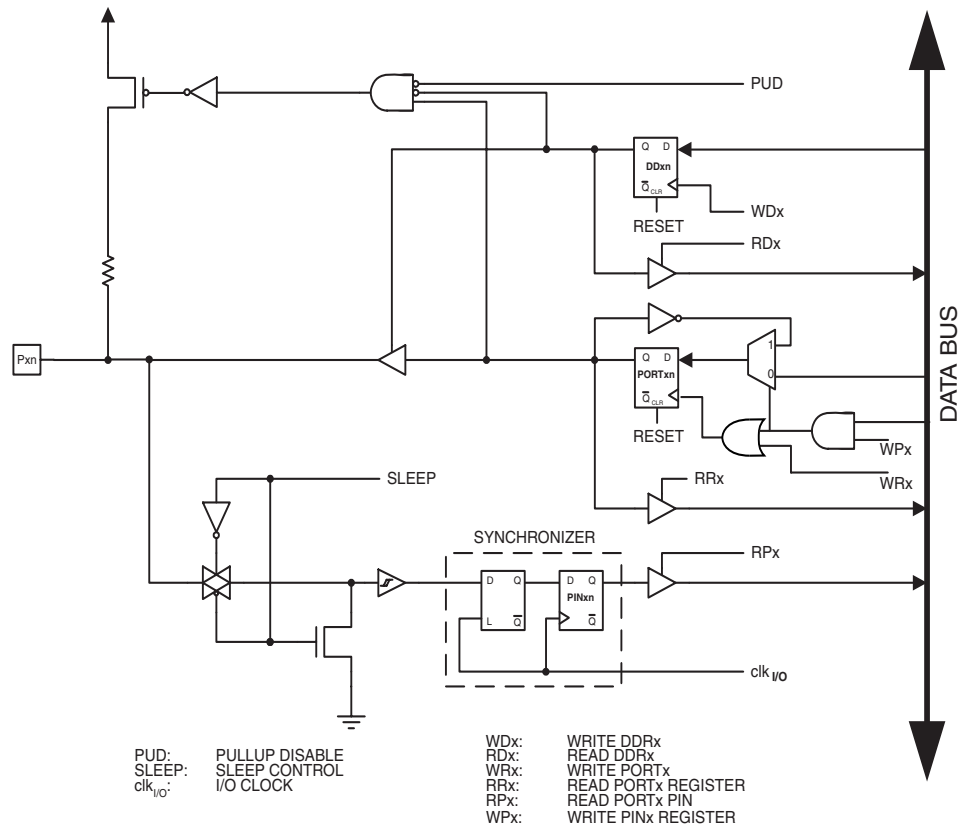 PUD
Q D
DDxn
Q CLR
WDx
RESET
RDx
Pxn
1
Q D
PORTxn
0
Q CLR
RESET
WPx
WRx
SLEEP
RRx
SYNCHRONIZER
RPx
D Q
D Q
PINxn
L Q
Q
clk I/O
DATA BUS
PUD: PULLUP DISABLE
SLEEP: SLEEP CONTROL
clk I/O: I/O CLOCK
WDx: WRITE DDRx
RDx: READ DDRx
WRx: WRITE PORTx
RRx: READ PORTx REGISTER
RPx: READ PORTx PIN
WPx: WRITE PINx REGISTER